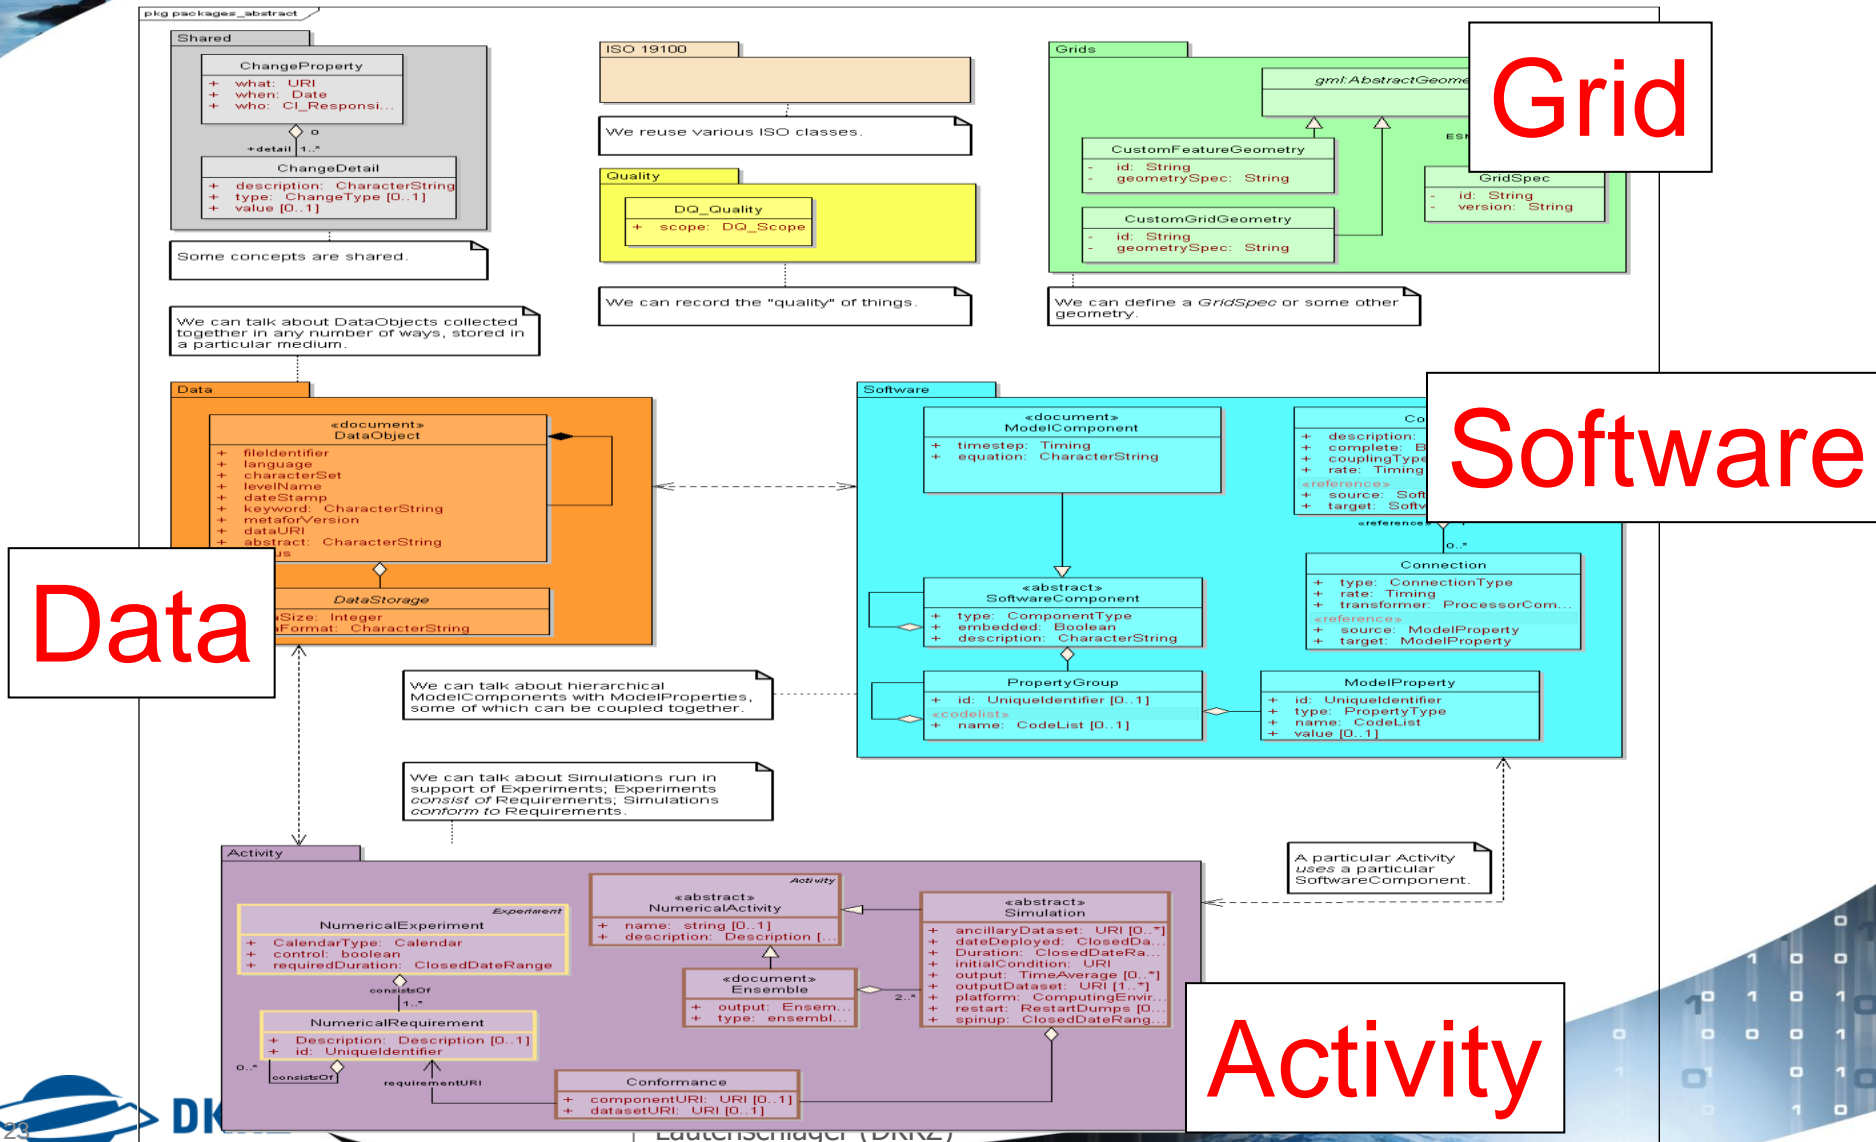 pkg packages_abstract
Shared
ChangeProperty
+ what: URI
+ when: Date
+ who: CI_Responsi...
0
+detail 1..*
ChangeDetail
+ description: CharacterString
+ type: ChangeType [0..1]
+ value [0..1]
Some concepts are shared.
ISO 19100
We reuse various ISO classes.
Quality
DQ_Quality
+ scope: DQ_Scope
We can record the "quality" of things.
Grids
gml:AbstractGeome
Grid
CustomFeatureGeometry
- id: String
- geometrySpec: String
CustomGridGeometry
- id: String
- geometrySpec: String
GridSpec
- id: String
- version: String
We can define a GridSpec or some other
geometry.
We can talk about DataObjects collected
together in any number of ways, stored in
a particular medium.
Data
«document»
DataObject
+ fileIdentifier
+ language
+ characterSet
+ levelName
+ dateStamp
+ keyword: CharacterString
+ metaforVersion
+ dataURI
+ abstract: CharacterString
Data
DataStorage
Size: Integer
Format: CharacterString
Software
«document»
ModelComponent
+ timestep: Timing
+ equation: CharacterString
Software
+ description:
+ complete: B
+ couplingType
+ rate: Timing
«reference»
+ source: Soft
+ target: Softw
«reference»
0..*
Connection
+ type: ConnectionType
+ rate: Timing
+ transformer: ProcessorCom...
«reference»
+ source: ModelProperty
+ target: ModelProperty
«abstract»
SoftwareComponent
+ type: ComponentType
+ embedded: Boolean
+ description: CharacterString
PropertyGroup
+ id: UniqueIdentifier [0..1]
«codelist»
+ name: CodeList [0..1]
ModelProperty
+ id: UniqueIdentifier
+ type: PropertyType
+ name: CodeList
+ value [0..1]
We can talk about hierarchical
ModelComponents with ModelProperties,
some of which can be coupled together.
We can talk about Simulations run in
support of Experiments; Experiments
consist of Requirements; Simulations
conform to Requirements.
A particular Activity
uses a particular
SoftwareComponent.
Activity
Experiment
NumericalExperiment
+ CalendarType: Calendar
+ control: boolean
+ requiredDuration: ClosedDateRange
consistsOf
1..*
NumericalRequirement
+ Description: Description [0..1]
+ id: UniqueIdentifier
0..*
consistsOf
requirementURI
Activity
«abstract»
NumericalActivity
+ name: string [0..1]
+ description: Description [...
«document»
Ensemble
+ output: Ensem...
+ type: ensembl...
2..*
«abstract»
Simulation
+ ancillaryDataset: URI [0..*]
+ dateDeployed: ClosedDa...
+ Duration: ClosedDateRa...
+ initialCondition: URI
+ output: TimeAverage [0..*]
+ outputDataset: URI [1..*]
+ platform: ComputingEnvir...
+ restart: RestartDumps [0...
+ spinup: ClosedDateRang...
Conformance
+ componentURI: URI [0..1]
+ datasetURI: URI [0..1]
Activity
23
Lautenschlager (DKRZ)